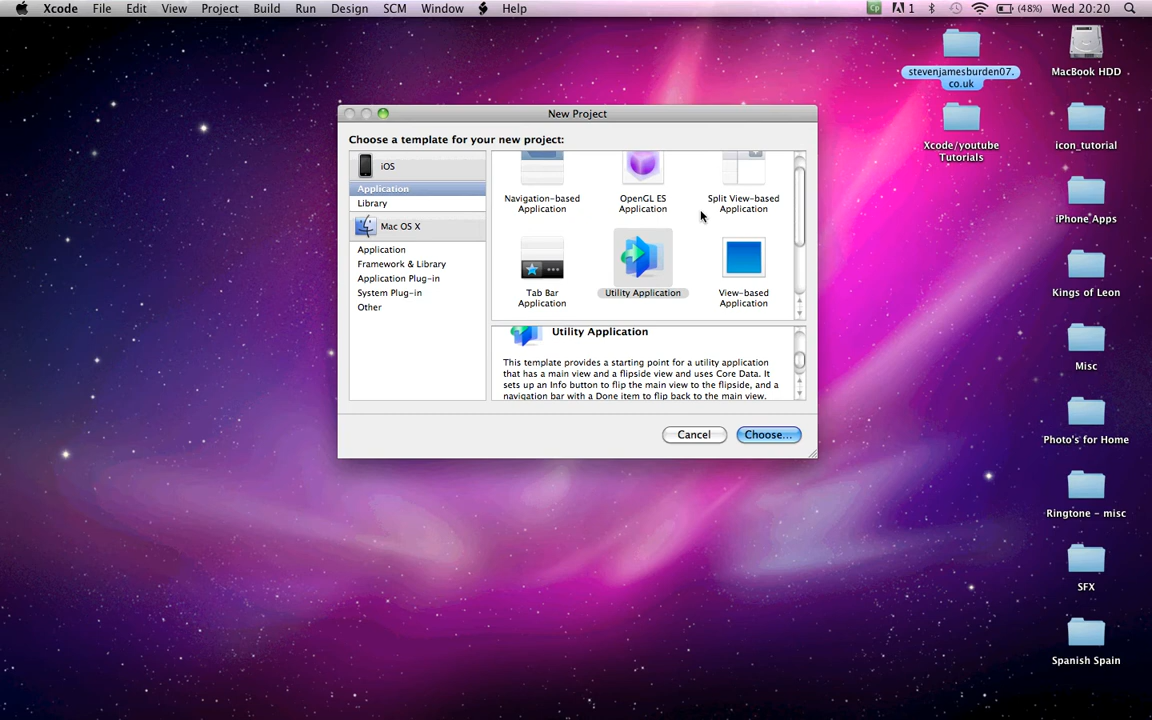 Xcode File Edit View Project Build Run Design SCM Window Help
Cp 1 (48%) Wed 20:20
New Project
Choose a template for your new project:
iOS
Application
Library
Mac OS X
Application
Framework & Library
Application Plug-in
System Plug-in
Other
Navigation-based
Application
OpenGL ES
Application
Split View-based
Application
Tab Bar
Application
Utility Application
View-based
Application
Utility Application
This template provides a starting point for a utility application
that has a main view and a flipside view and uses Core Data. It
sets up an Info button to flip the main view to the flipside, and a
navigation bar with a Done item to flip back to the main view.
Cancel
Choose...
stevenjamesburden07.
co.uk
Xcode/youtube
Tutorials
MacBook HDD
icon_tutorial
iPhone Apps
Kings of Leon
Misc
Photo's for Home
Ringtone - misc
SFX
Spanish Spain